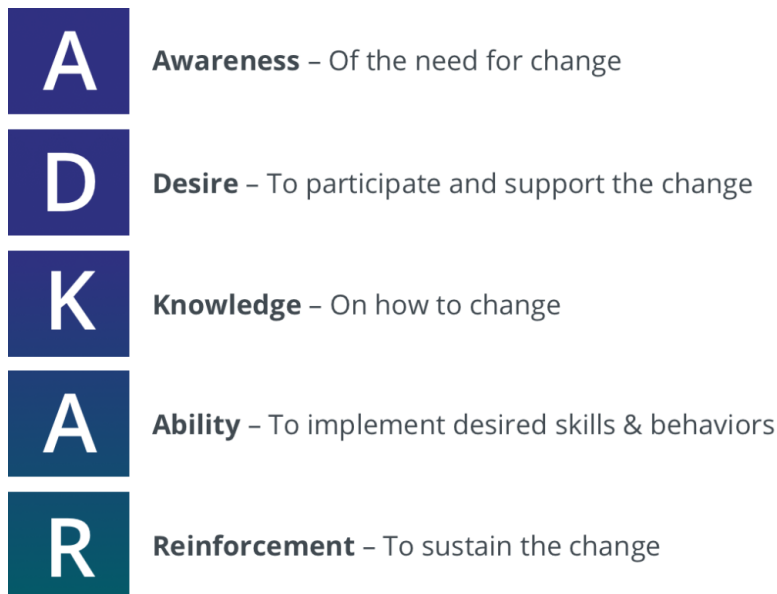 A Awareness – Of the need for change
D Desire – To participate and support the change
K Knowledge – On how to change
A Ability – To implement desired skills & behaviors
R Reinforcement – To sustain the change